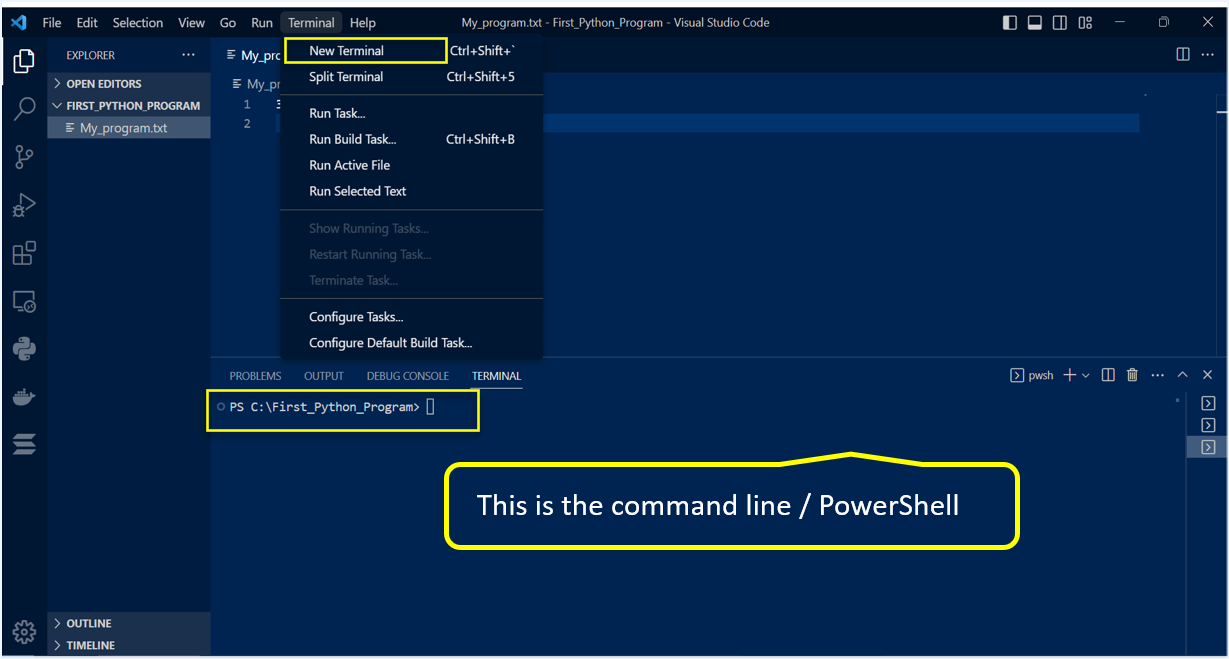 File Edit Selection View Go Run Terminal Help My_program.txt - First_Python_Program - Visual Studio Code
EXPLORER ···
My_pro
New Terminal Ctrl+Shift+`
Split Terminal Ctrl+Shift+5
Run Task...
Run Build Task... Ctrl+Shift+B
Run Active File
Run Selected Text
Show Running Tasks...
Restart Running Task...
Terminate Task...
Configure Tasks...
Configure Default Build Task...
OPEN EDITORS
FIRST_PYTHON_PROGRAM
My_program.txt
My_pr
1
2
PROBLEMS OUTPUT DEBUG CONSOLE TERMINAL pwsh
PS C:\First_Python_Program>
This is the command line / PowerShell
OUTLINE
TIMELINE